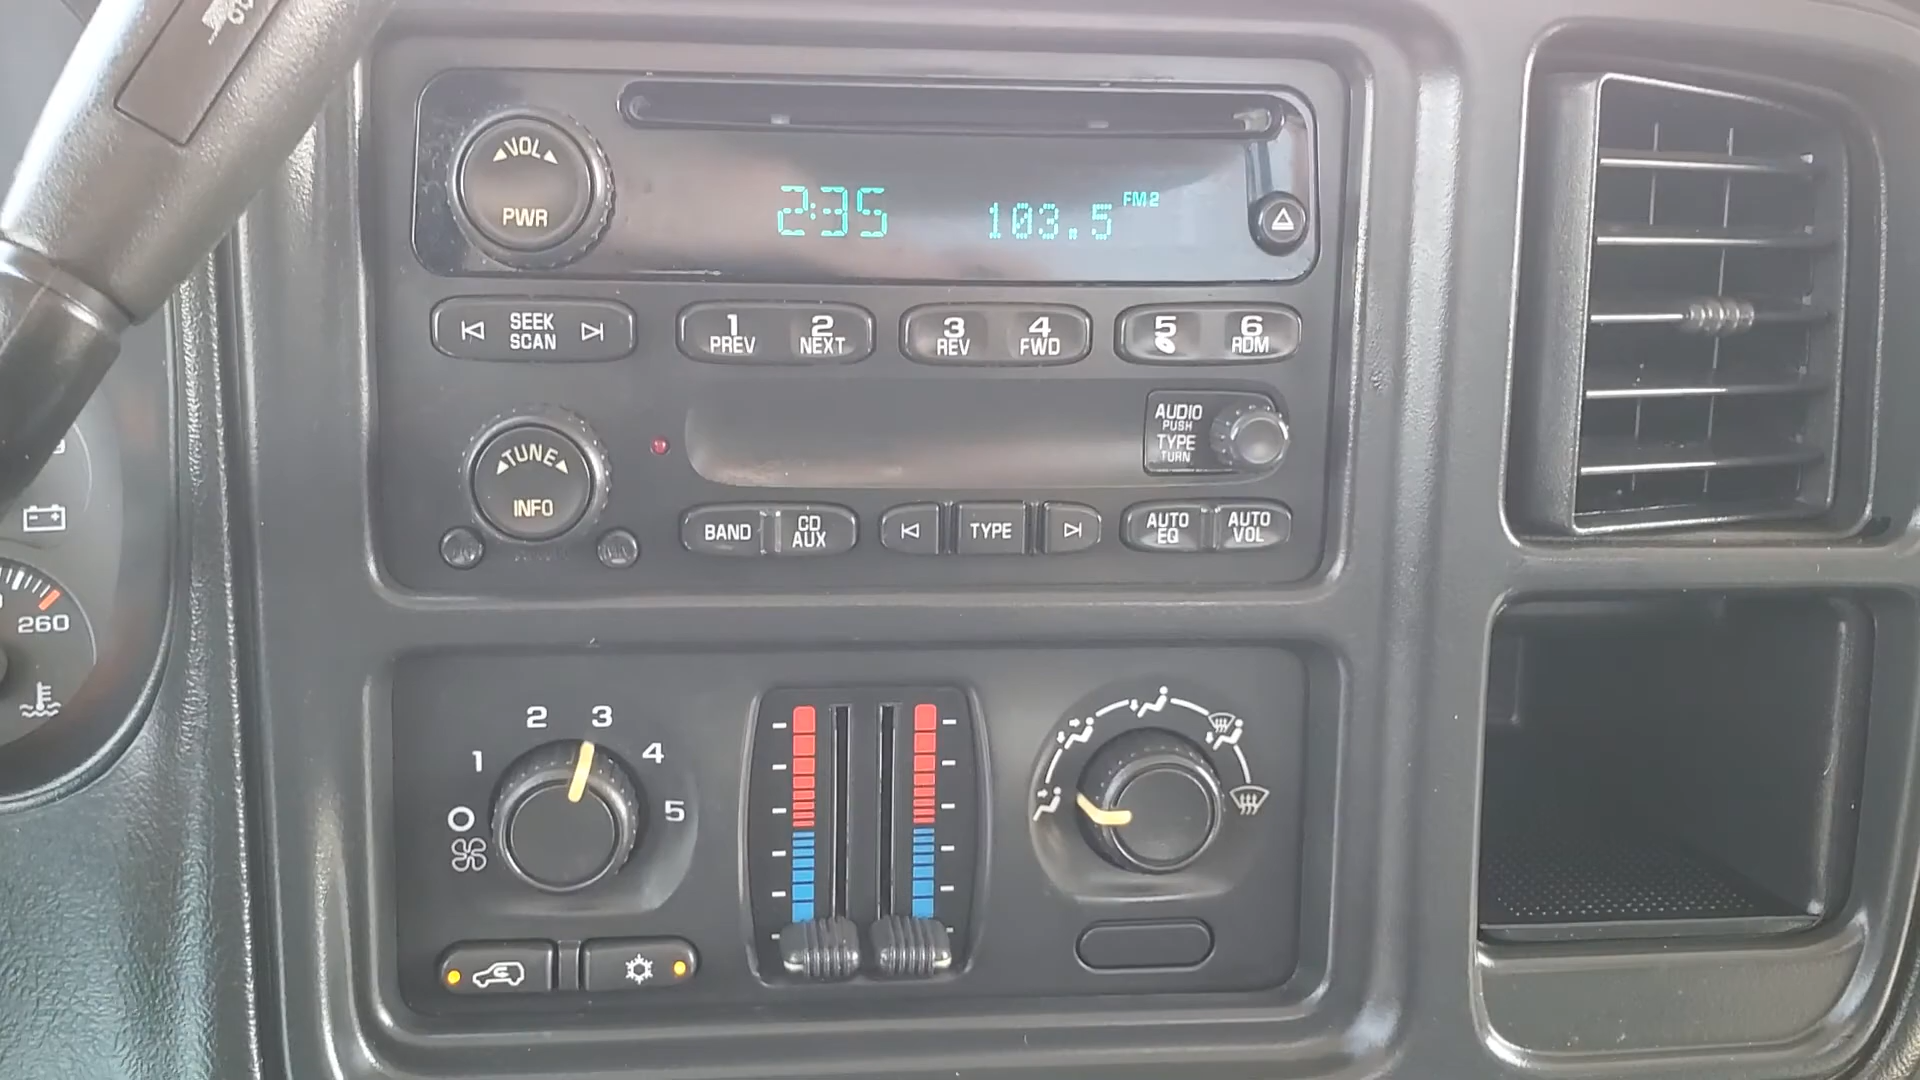 VOL
PWR
2:35
103.5
FM2
SEEK
SCAN
1
PREV
2
NEXT
3
REV
4
FWD
5
6
RDM
TUNE
INFO
AUDIO
PUSH
TYPE
TURN
BAND
CD
AUX
TYPE
AUTO
EQ
AUTO
VOL
260
0
1
2
3
4
5